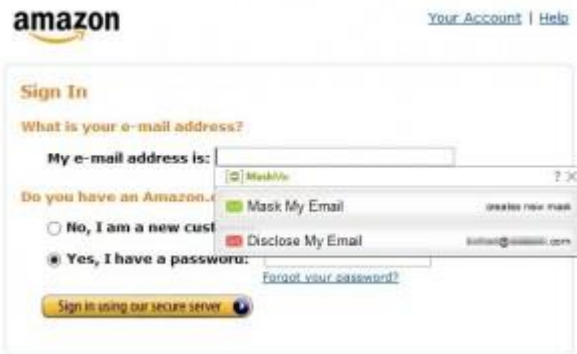 amazon
Your Account | Help
Sign In
What is your e-mail address?
My e-mail address is:
MaskMe ? X
Do you have an Amazon.
Mask My Email creates new mask
No, I am a new cust
Disclose My Email .com
Yes, I have a password:
Forgot your password?
Sign in using our secure server